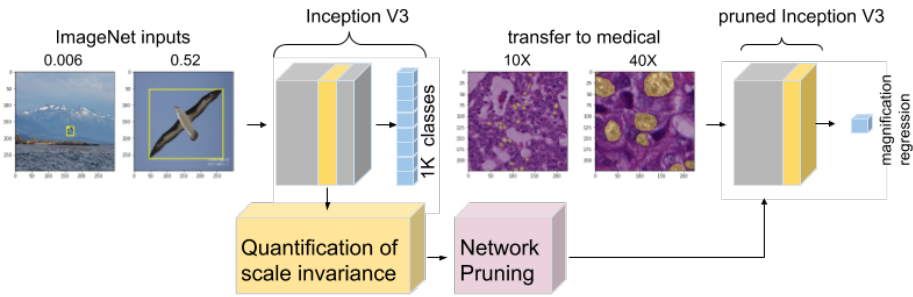 Inception V3
pruned Inception V3
ImageNet inputs
transfer to medical
0.006
0.52
10X
40X
1K classes
magnification
regression
Quantification of
scale invariance
Network
Pruning